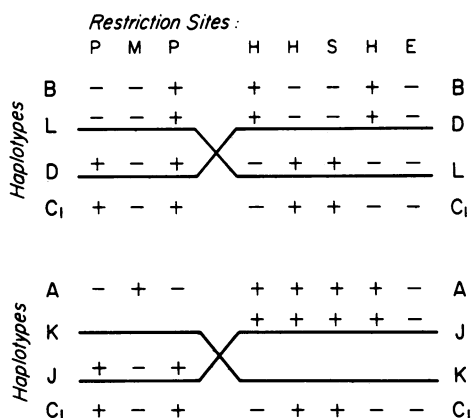 Restriction Sites :
P M P H H S H E
Haplotypes
B − − + + − − + − B
L − − + + − − + − D
D + − + − + + − − L
C₁ + − + − + + − − C₁
Haplotypes
A − + − + + + + − A
K + + + + − J
J + − + K
C₁ + − + − + + − − C₁